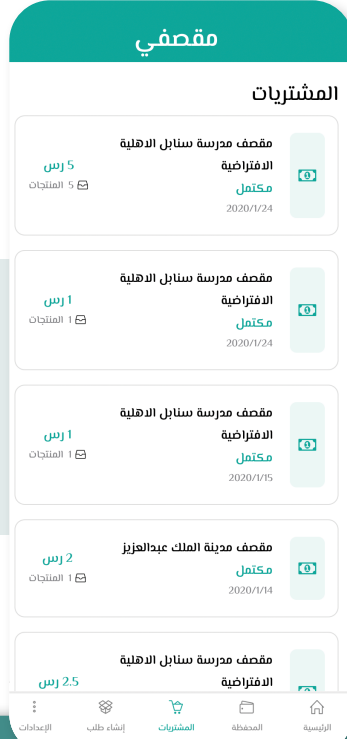 مقصفي
المشتريات
مقصف مدرسة سنابل الاهلية
الافتراضية
مكتمل
2020/1/24
5 رس
5 المنتجات
مقصف مدرسة سنابل الاهلية
الافتراضية
مكتمل
2020/1/24
1 رس
1 المنتجات
مقصف مدرسة سنابل الاهلية
الافتراضية
مكتمل
2020/1/15
1 رس
1 المنتجات
مقصف مدينة الملك عبدالعزيز
مكتمل
2020/1/14
2 رس
1 المنتجات
مقصف مدرسة سنابل الاهلية
الافتراضية
2.5 رس
الرئيسية
المحفظة
المشتريات
إنشاء طلب
الإعدادات